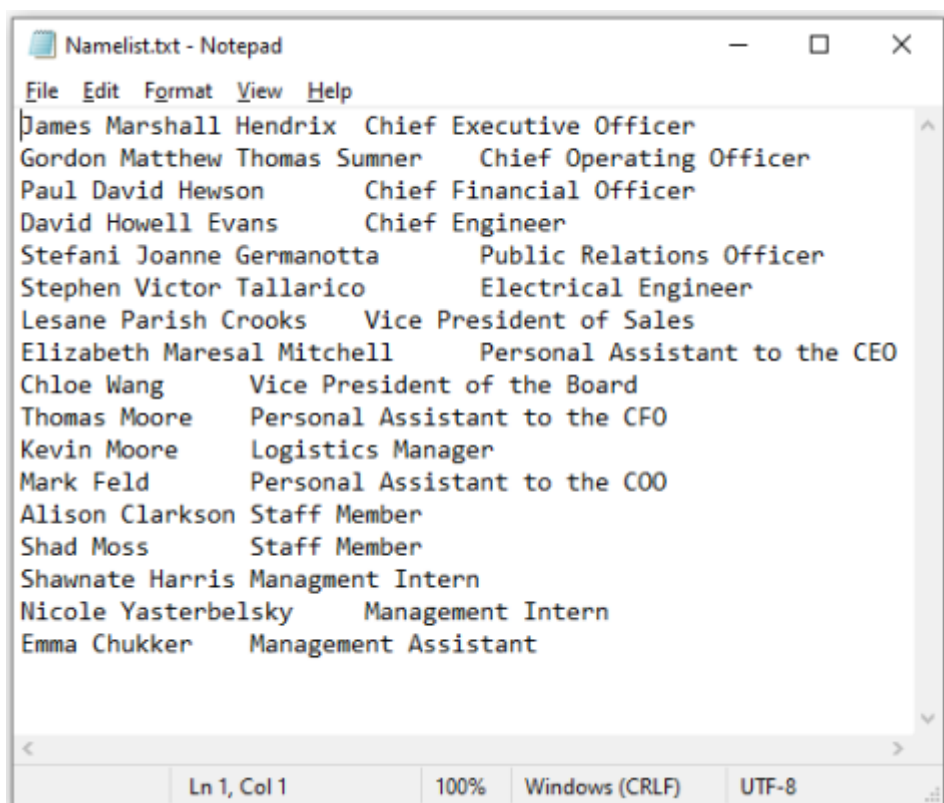 Namelist.txt - Notepad
File Edit Format View Help
James Marshall Hendrix Chief Executive Officer
Gordon Matthew Thomas Sumner Chief Operating Officer
Paul David Hewson Chief Financial Officer
David Howell Evans Chief Engineer
Stefani Joanne Germanotta Public Relations Officer
Stephen Victor Tallarico Electrical Engineer
Lesane Parish Crooks Vice President of Sales
Elizabeth Maresal Mitchell Personal Assistant to the CEO
Chloe Wang Vice President of the Board
Thomas Moore Personal Assistant to the CFO
Kevin Moore Logistics Manager
Mark Feld Personal Assistant to the COO
Alison Clarkson Staff Member
Shad Moss Staff Member
Shawnate Harris Managment Intern
Nicole Yasterbelsky Management Intern
Emma Chukker Management Assistant
Ln 1, Col 1 100% Windows (CRLF) UTF-8